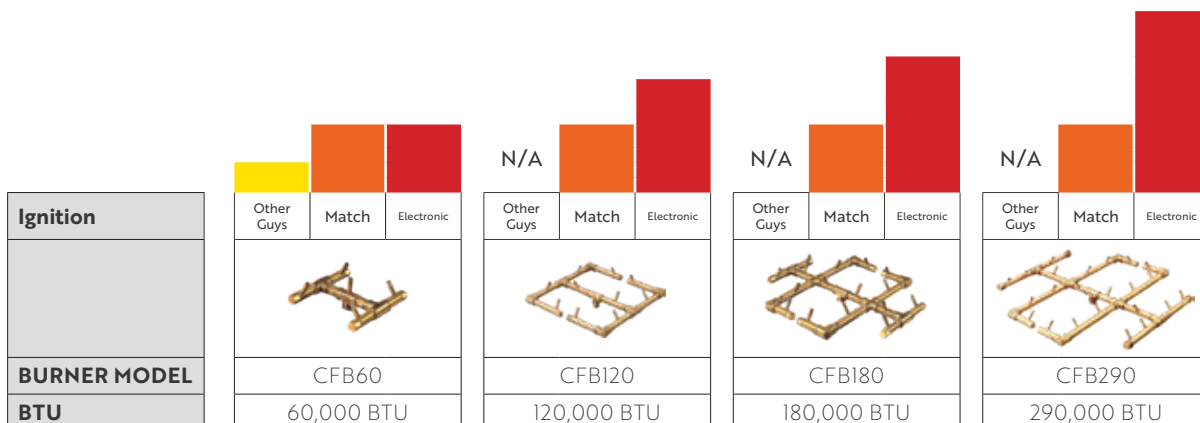 N/A
N/A
N/A
Ignition
Other Guys
Match
Electronic
Other Guys
Match
Electronic
Other Guys
Match
Electronic
Other Guys
Match
Electronic
BURNER MODEL
CFB60
CFB120
CFB180
CFB290
BTU
60,000 BTU
120,000 BTU
180,000 BTU
290,000 BTU